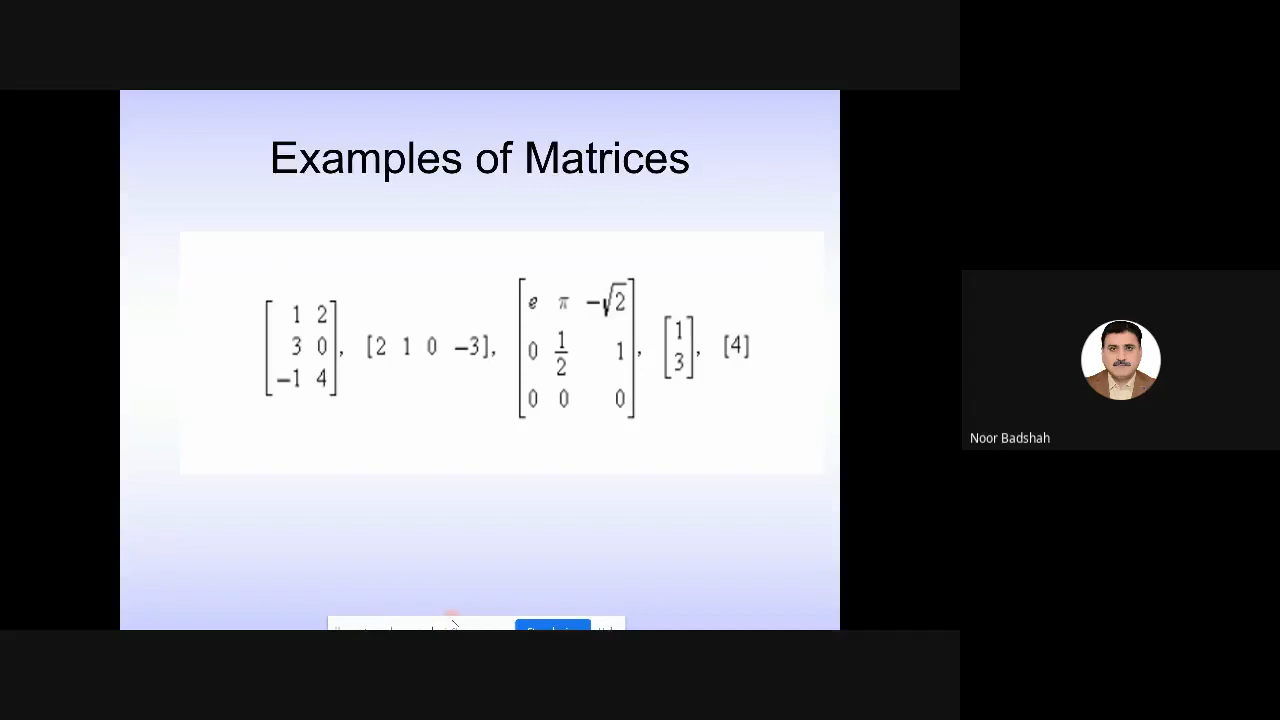 Examples of Matrices
[1 2
3 0
−1 4], [2 1 0 −3], [e π −√2
0 1/2 1
0 0 0], [1
3], [4]
Noor Badshah